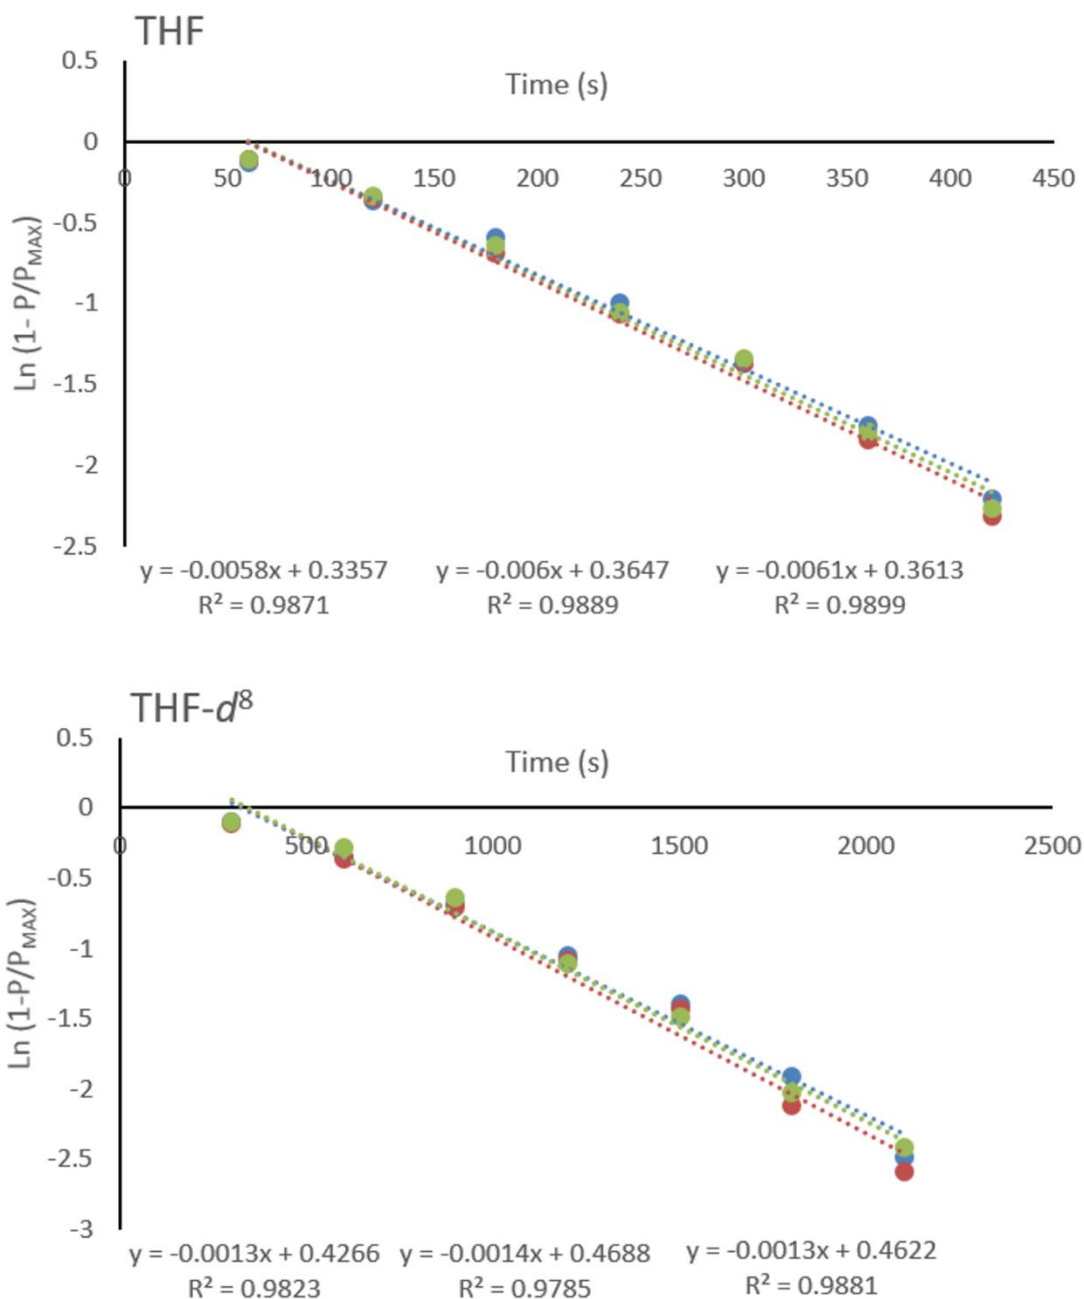 THF
0.5
Time (s)
0
0 50 100 150 200 250 300 350 400 450
-0.5
-1
-1.5
-2
-2.5
Ln (1- P/PMAX)
y = -0.0058x + 0.3357 y = -0.006x + 0.3647 y = -0.0061x + 0.3613
R² = 0.9871 R² = 0.9889 R² = 0.9899
THF-d⁸
0.5
Time (s)
0
0 500 1000 1500 2000 2500
-0.5
-1
-1.5
-2
-2.5
-3
Ln (1-P/PMAX)
y = -0.0013x + 0.4266 y = -0.0014x + 0.4688 y = -0.0013x + 0.4622
R² = 0.9823 R² = 0.9785 R² = 0.9881